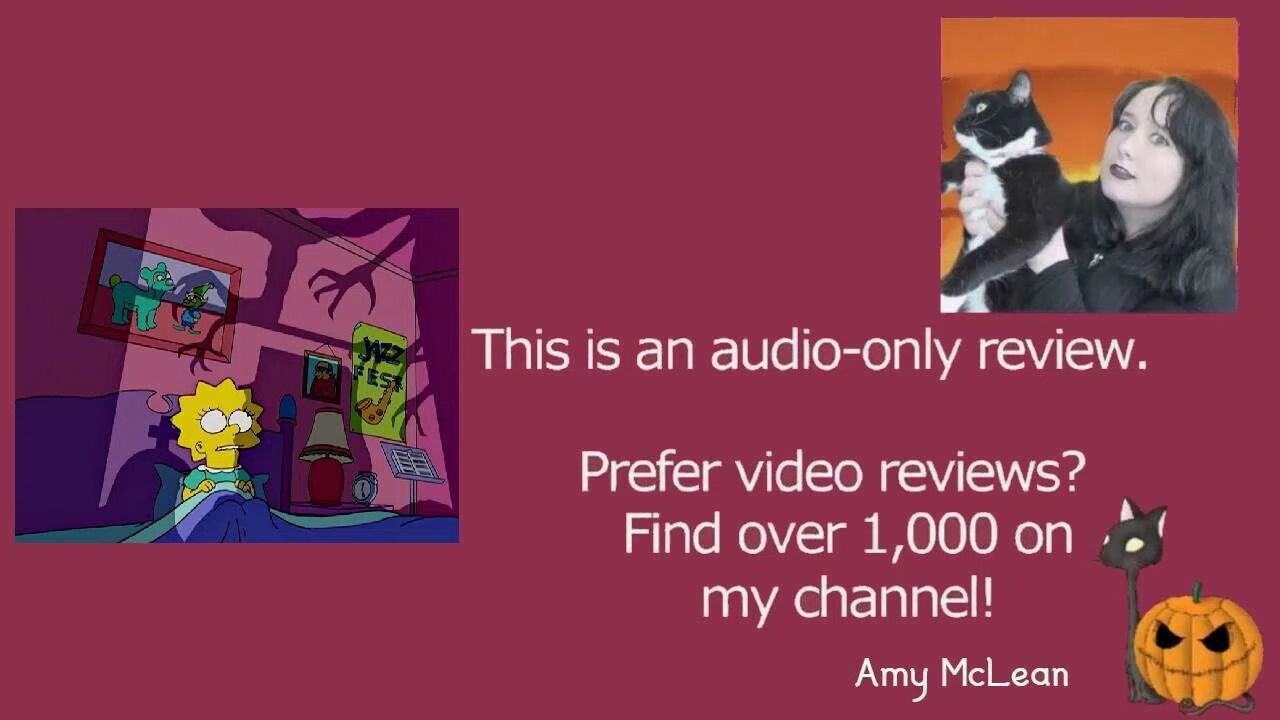 JAZZ
FEST
This is an audio-only review.
Prefer video reviews?
Find over 1,000 on
my channel!
Amy McLean